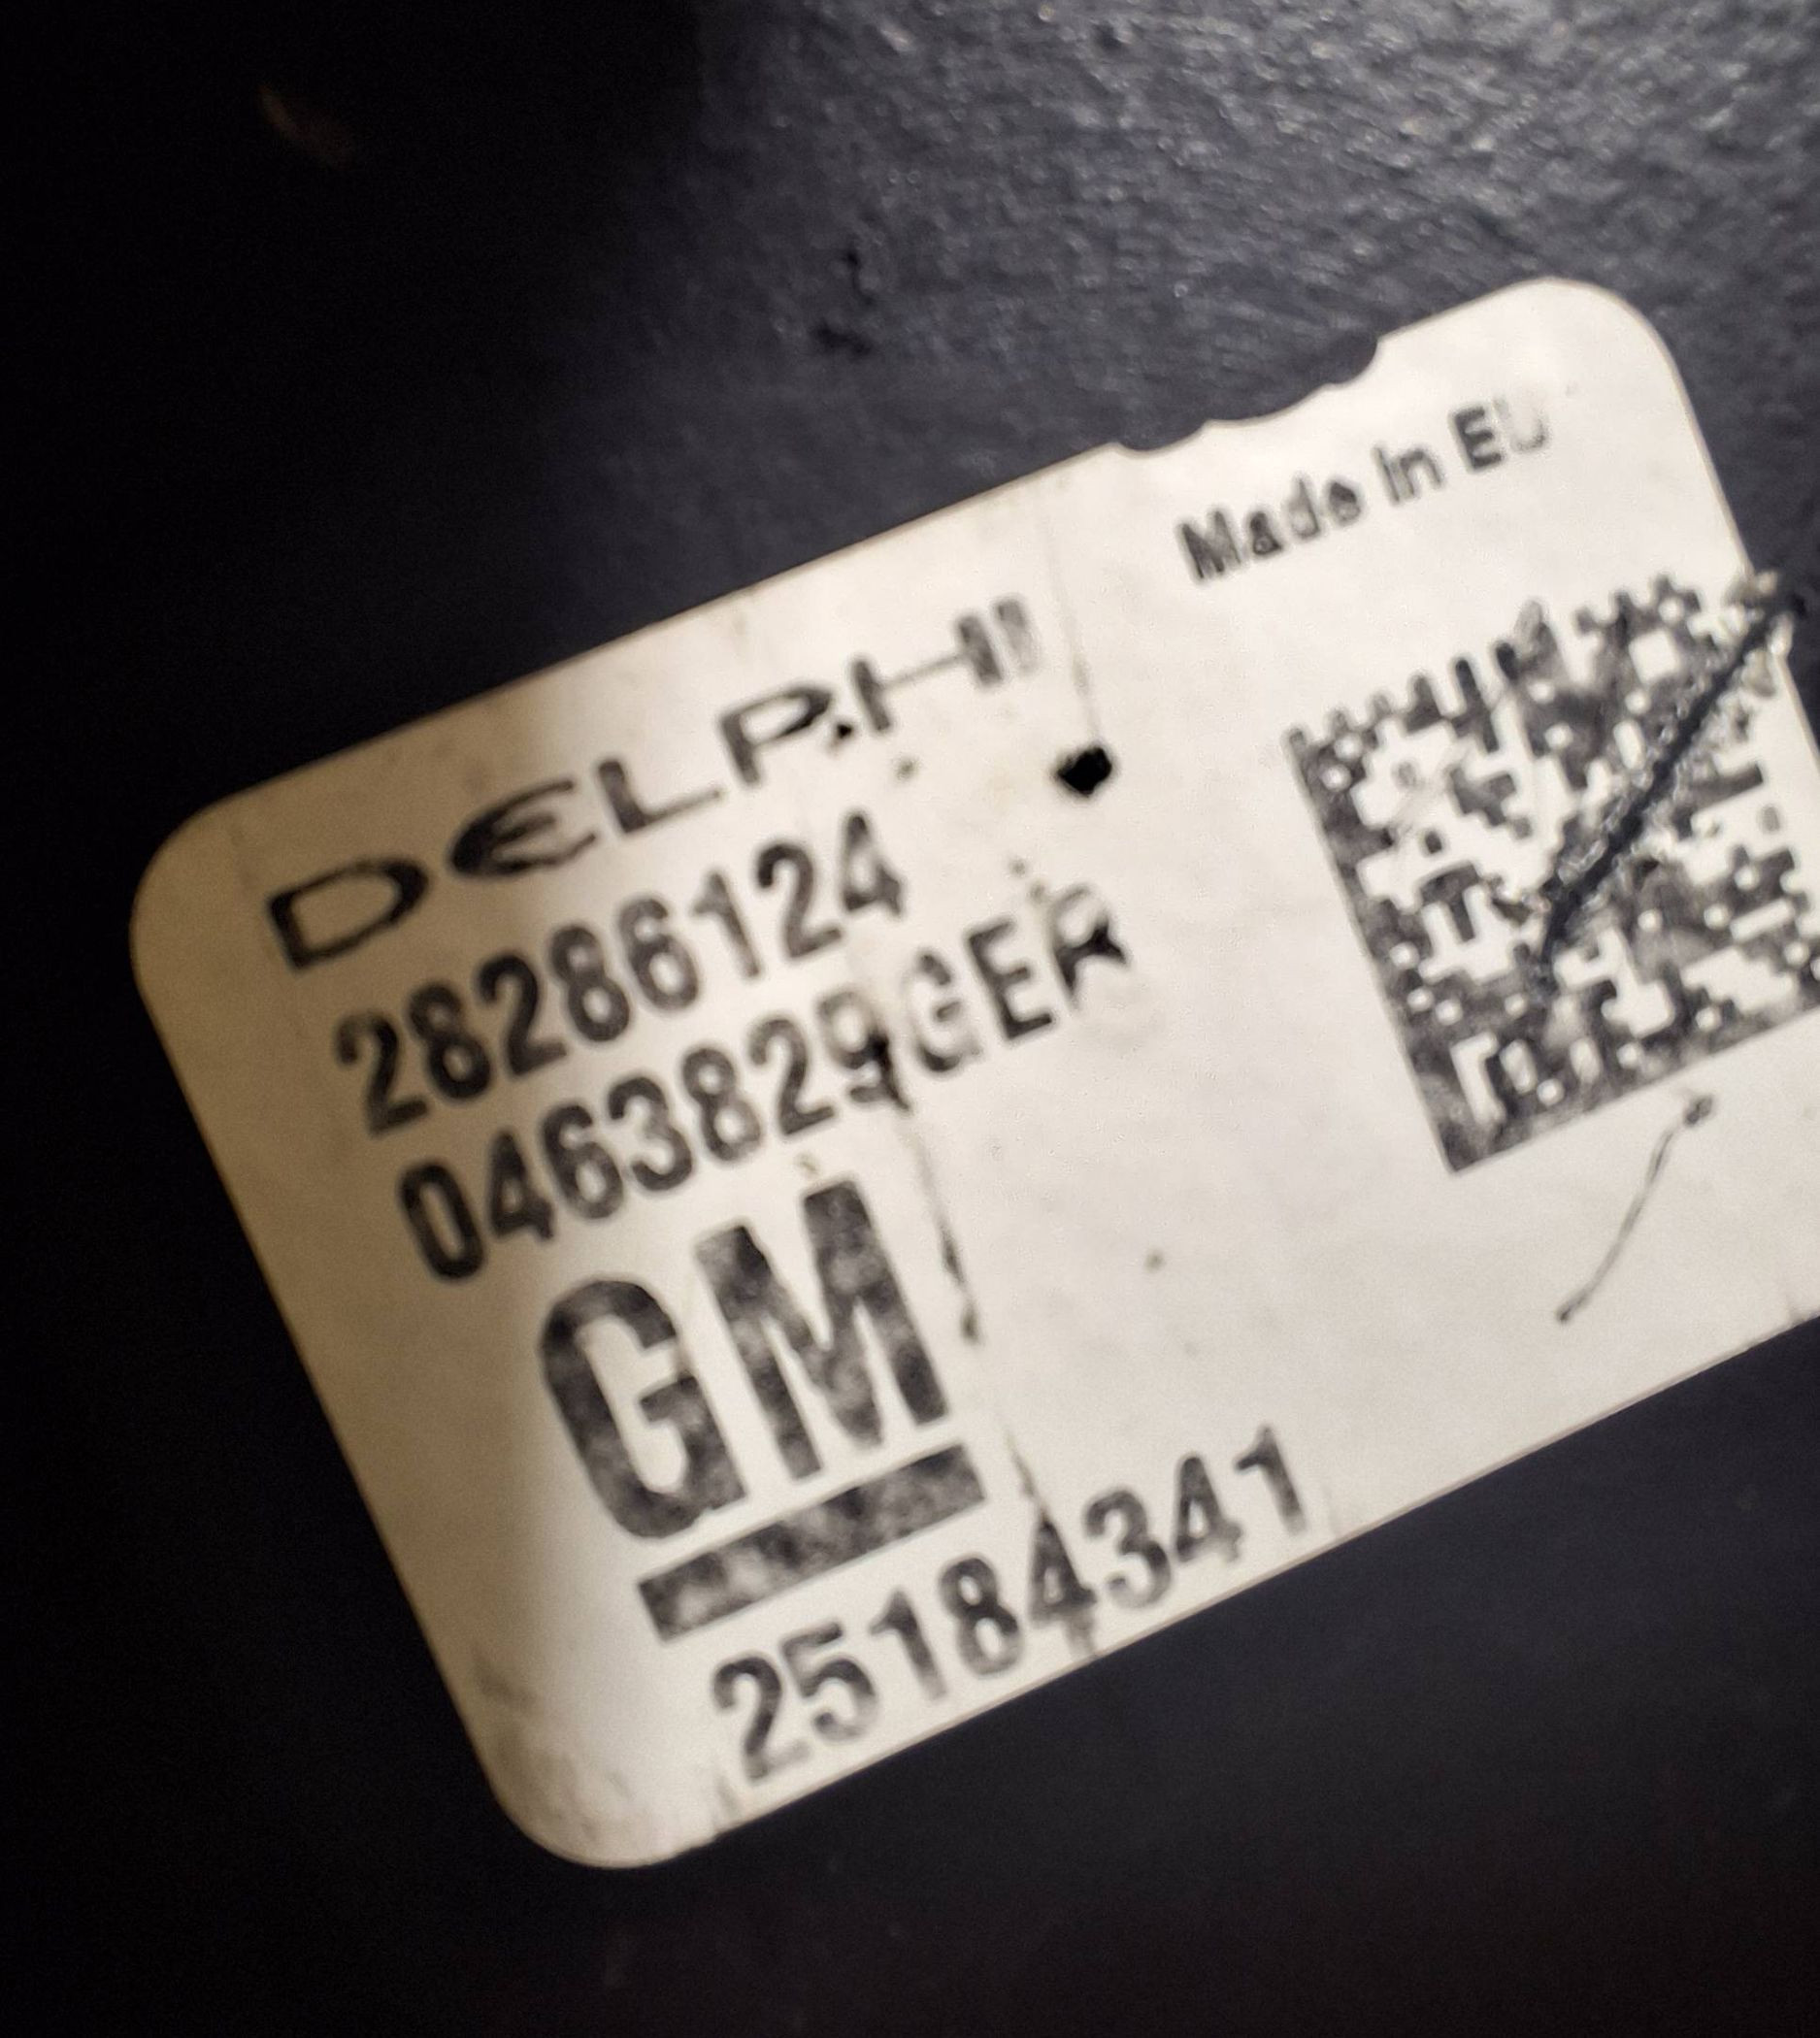 DELPHI
Made in EU
28286124
0463829GER
GM
25184341